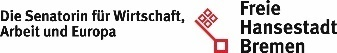 Die Senatorin für Wirtschaft,
Arbeit und Europa
Freie
Hansestadt
Bremen